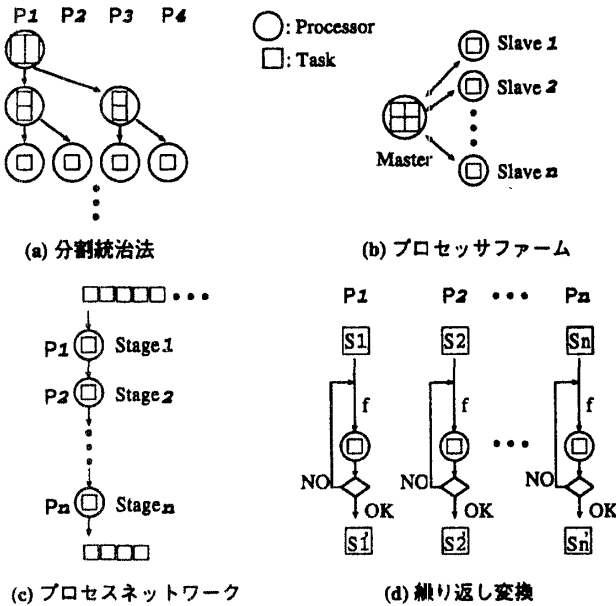 P1 P2 P3 P4
: Processor
: Task
(a) 分割統治法
Master
Slave 1
Slave 2
Slave n
(b) プロセッサファーム
P1 Stage 1
P2 Stage 2
Pn Stage n
(c) プロセスネットワーク
P1 P2 Pn
S1 S2 Sn
f f f
NO NO NO
OK OK OK
S1' S2' Sn'
(d) 繰り返し変換